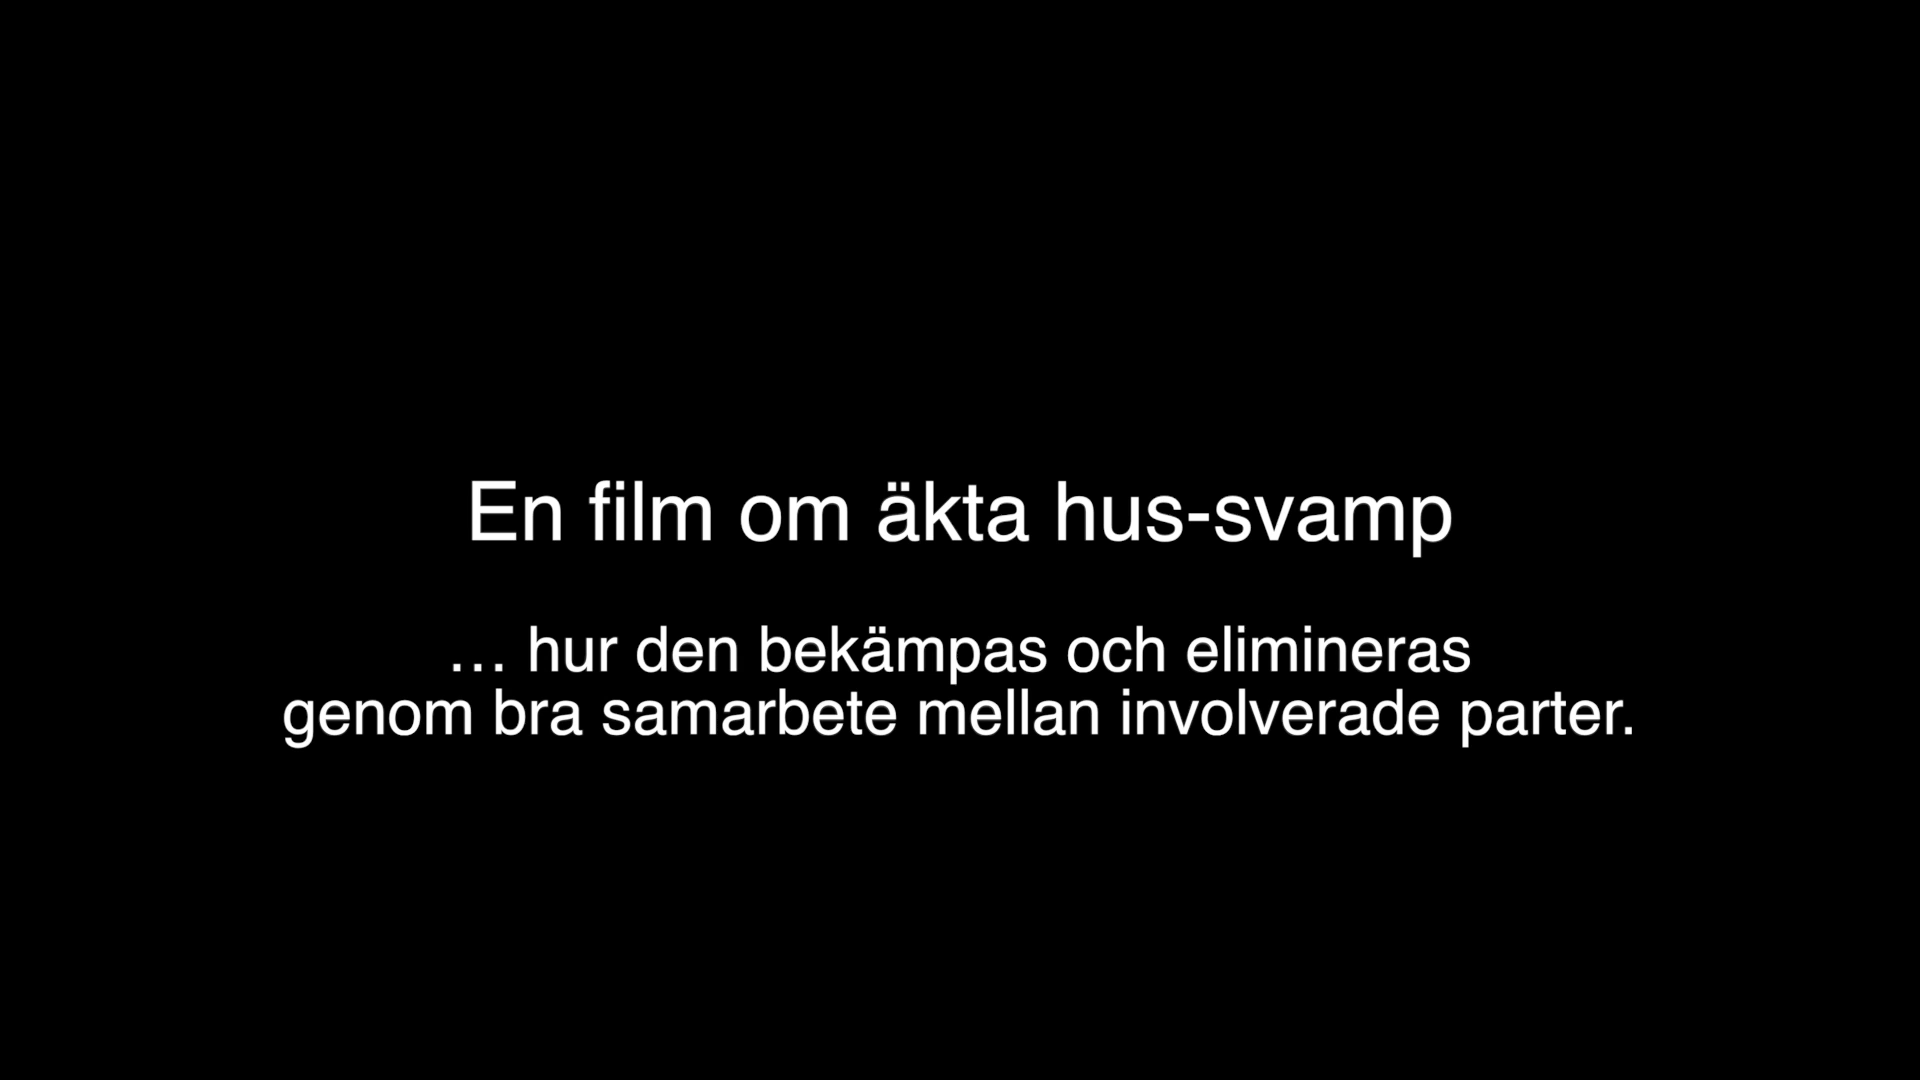 En film om äkta hus-svamp
… hur den bekämpas och elimineras
genom bra samarbete mellan involverade parter.